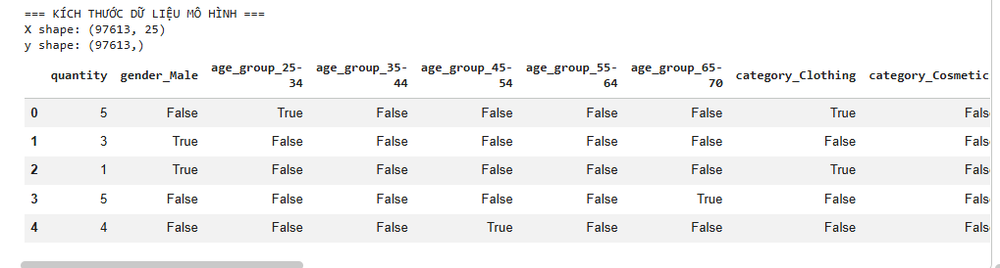 === KÍCH THƯỚC DỮ LIỆU MÔ HÌNH ===
X shape: (97613, 25)
y shape: (97613,)
quantity gender_Male age_group_25-34 age_group_35-44 age_group_45-54 age_group_55-64 age_group_65-70 category_Clothing category_Cosmetic
0 5 False True False False False False True Fals
1 3 True False False False False False False Fals
2 1 True False False False False False True Fals
3 5 False False False False False True False Fals
4 4 False False False True False False False Fals